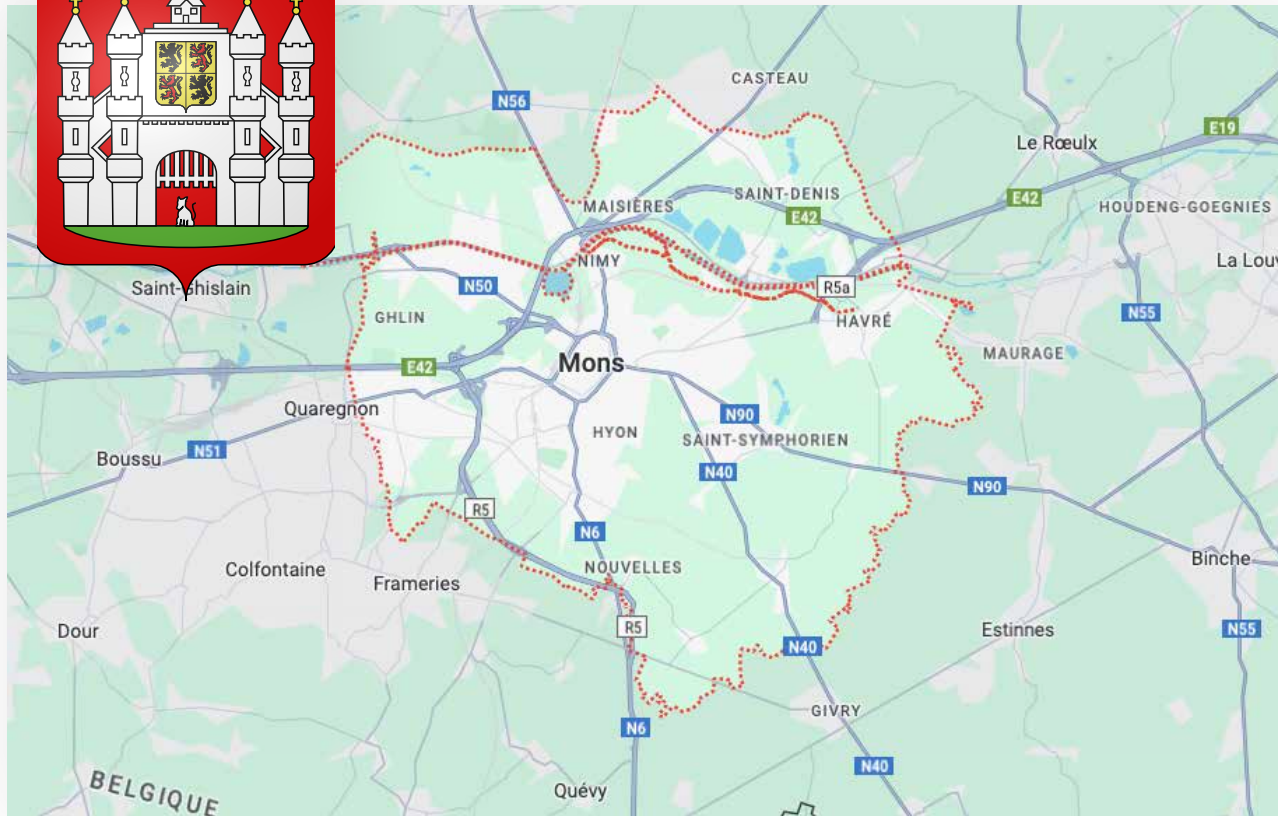 CASTEAU
N56
E19
Le Rœulx
SAINT-DENIS
E42
HOUDENG-GOEGNIES
MAISIÈRES
E42
NIMY
La Louv
Saint-Ghislain
N50
R5a
GHLIN
HAVRÉ
N55
Mons
MAURAGE
E42
Quaregnon
N90
HYON
SAINT-SYMPHORIEN
N51
Boussu
N40
N90
R5
N6
Binche
NOUVELLES
Colfontaine
Frameries
R5
Dour
Estinnes
N55
N40
GIVRY
N6
N40
BELGIQUE
Quévy